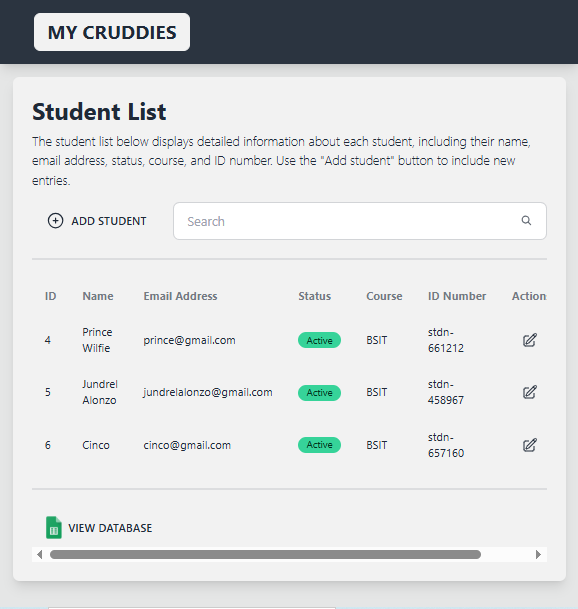 MY CRUDDIES
Student List
The student list below displays detailed information about each student, including their name,
email address, status, course, and ID number. Use the "Add student" button to include new
entries.
ADD STUDENT Search
ID Name Email Address Status Course ID Number Action
4 Prince Wilfie prince@gmail.com Active BSIT stdn-661212
5 Jundrel Alonzo jundrelalonzo@gmail.com Active BSIT stdn-458967
6 Cinco cinco@gmail.com Active BSIT stdn-657160
VIEW DATABASE